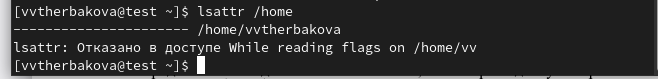 [vvtherbakova@test ~]$ lsattr /home
---------------------- /home/vvtherbakova
lsattr: Отказано в доступе While reading flags on /home/vv
[vvtherbakova@test ~]$